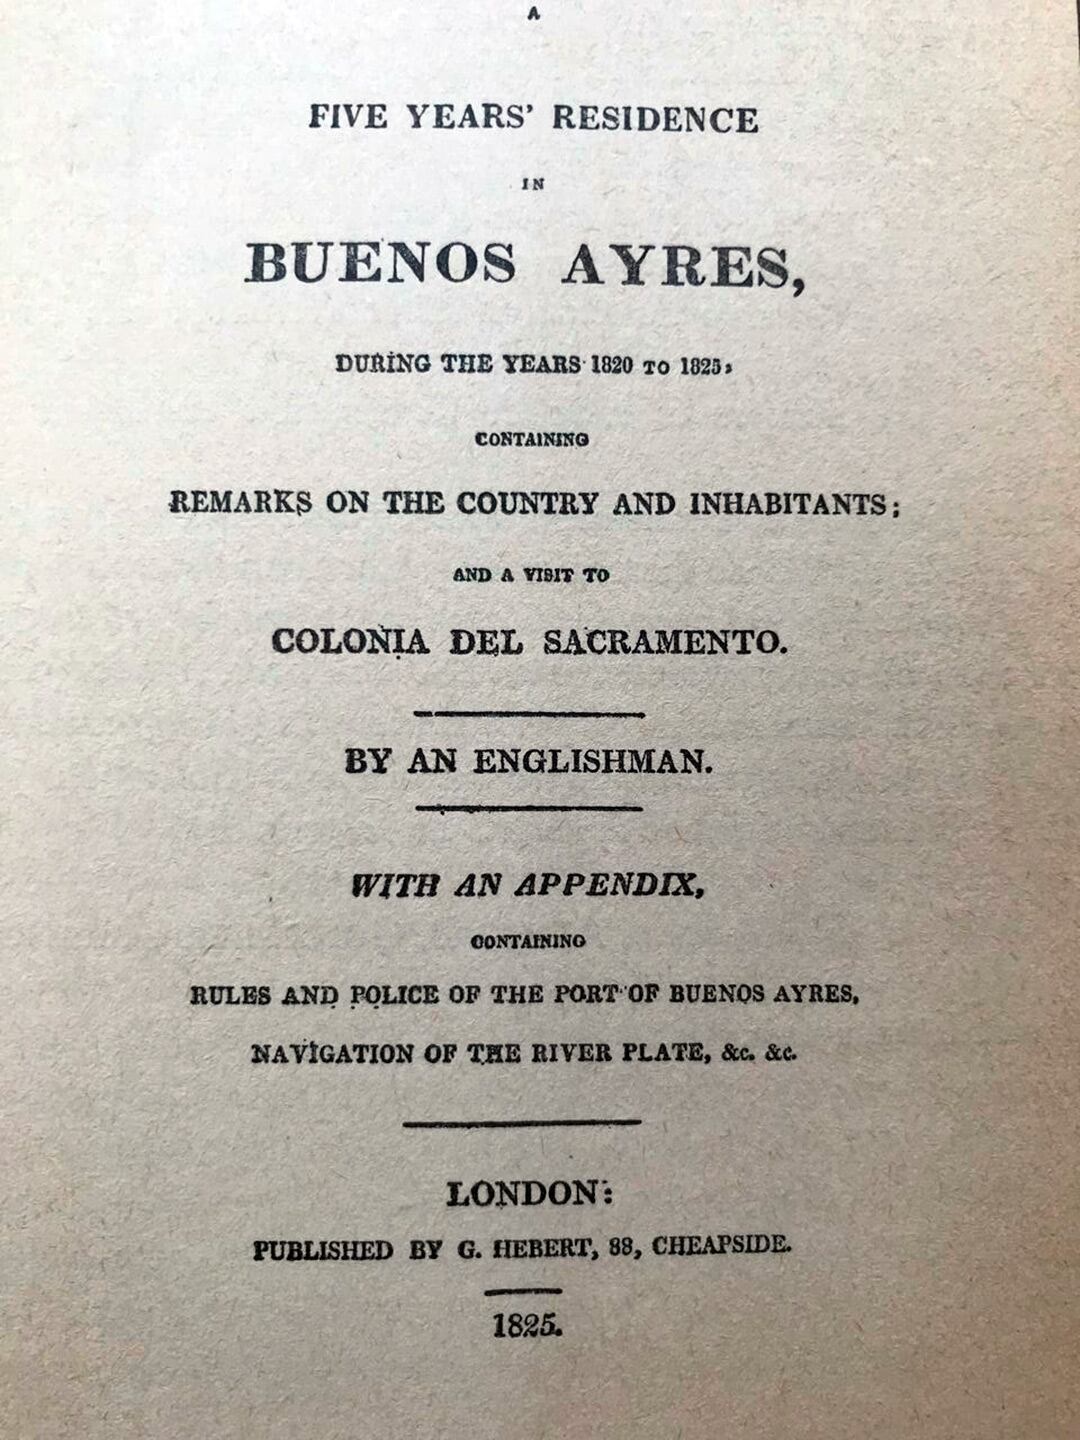 A
FIVE YEARS' RESIDENCE
IN
BUENOS AYRES,
DURING THE YEARS 1820 TO 1825,
CONTAINING
REMARKS ON THE COUNTRY AND INHABITANTS;
AND A VISIT TO
COLONIA DEL SACRAMENTO.
BY AN ENGLISHMAN.
WITH AN APPENDIX,
CONTAINING
RULES AND POLICE OF THE PORT OF BUENOS AYRES,
NAVIGATION OF THE RIVER PLATE, &c. &c.
LONDON:
PUBLISHED BY G. HEBERT, 88, CHEAPSIDE.
1825.